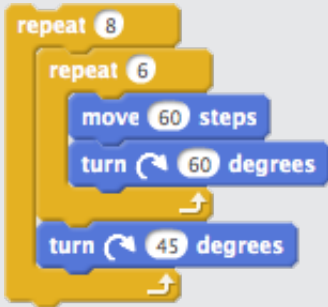 repeat 8
repeat 6
move 60 steps
turn 60 degrees
turn 45 degrees